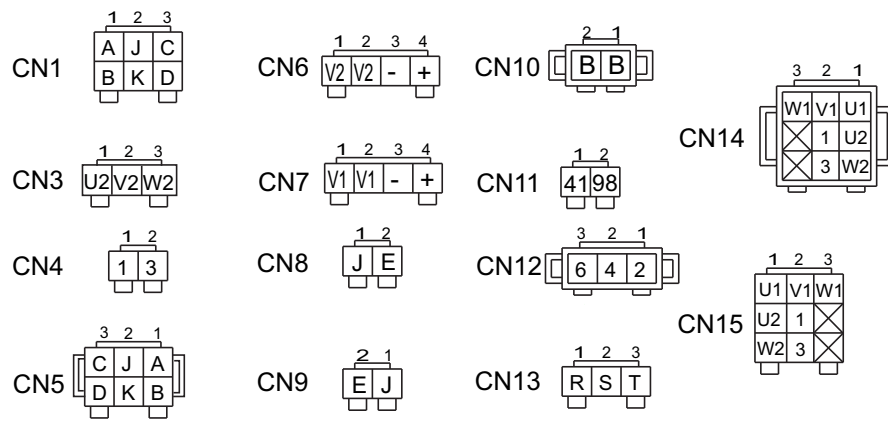 CN1
1 2 3
A J C
B K D
CN3
1 2 3
U2 V2 W2
CN4
1 2
1 3
CN5
3 2 1
C J A
D K B
CN6
1 2 3 4
V2 V2 - +
CN7
1 2 3 4
V1 V1 - +
CN8
1 2
J E
CN9
2 1
E J
CN10
2 1
B B
CN11
1 2
41 98
CN12
3 2 1
6 4 2
CN13
1 2 3
R S T
CN14
3 2 1
W1 V1 U1
1 U2
3 W2
CN15
1 2 3
U1 V1 W1
U2 1
W2 3